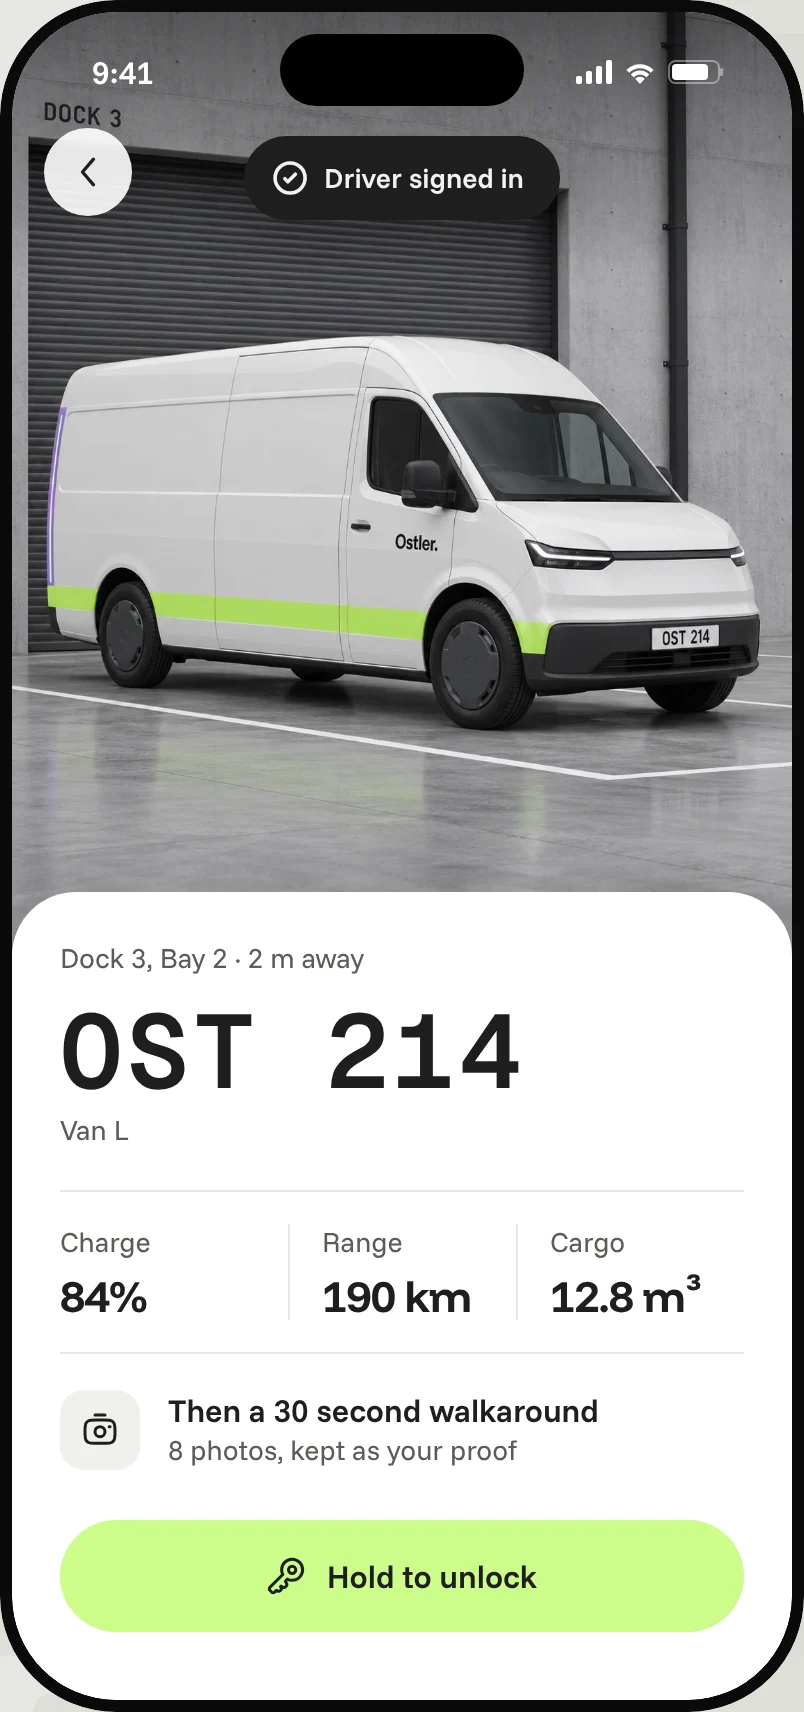 9:41
DOCK 3
Driver signed in
Ostler.
OST 214
Dock 3, Bay 2 · 2 m away
OST 214
Van L
Charge
84%
Range
190 km
Cargo
12.8 m³
Then a 30 second walkaround
8 photos, kept as your proof
Hold to unlock